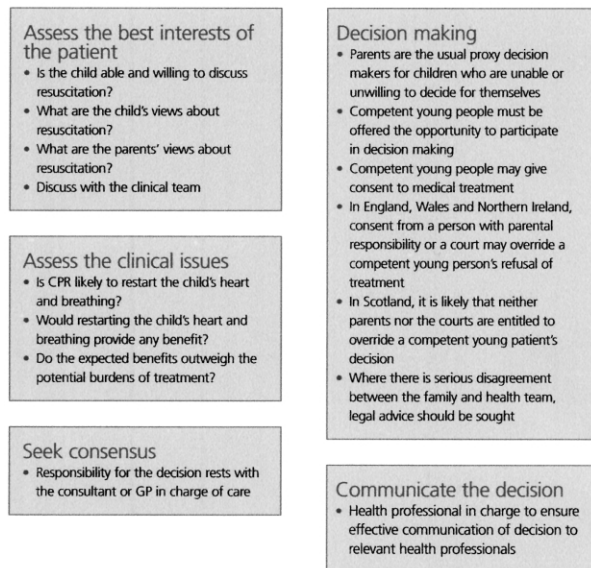 Assess the best interests of
the patient
• Is the child able and willing to discuss
resuscitation?
• What are the child's views about
resuscitation?
• What are the parents' views about
resuscitation?
• Discuss with the clinical team
Assess the clinical issues
• Is CPR likely to restart the child's heart
and breathing?
• Would restarting the child's heart and
breathing provide any benefit?
• Do the expected benefits outweigh the
potential burdens of treatment?
Seek consensus
• Responsibility for the decision rests with
the consultant or GP in charge of care
Decision making
• Parents are the usual proxy decision
makers for children who are unable or
unwilling to decide for themselves
• Competent young people must be
offered the opportunity to participate
in decision making
• Competent young people may give
consent to medical treatment
• In England, Wales and Northern Ireland,
consent from a person with parental
responsibility or a court may override a
competent young person's refusal of
treatment
• In Scotland, it is likely that neither
parents nor the courts are entitled to
override a competent young patient's
decision
• Where there is serious disagreement
between the family and health team,
legal advice should be sought
Communicate the decision
• Health professional in charge to ensure
effective communication of decision to
relevant health professionals